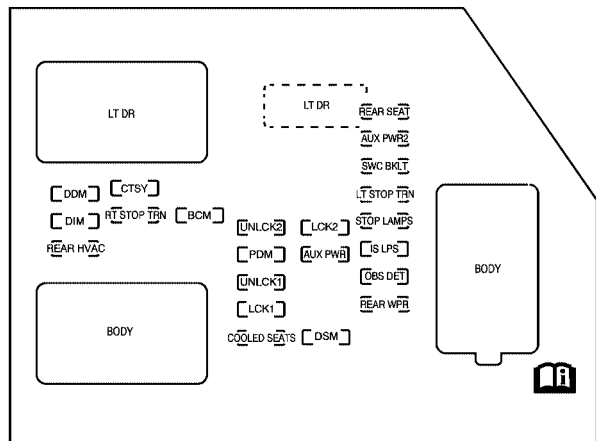 LT DR
LT DR
REAR SEAT
AUX PWR2
SWC BKLT
DDM
CTSY
LT STOP TRN
DIM
RT STOP TRN
BCM
UNLCK2
LCK2
STOP LAMPS
REAR HVAC
PDM
AUX PWR
IS LPS
UNLCK1
OBS DET
BODY
LCK1
REAR WPR
BODY
COOLED SEATS
DSM
i